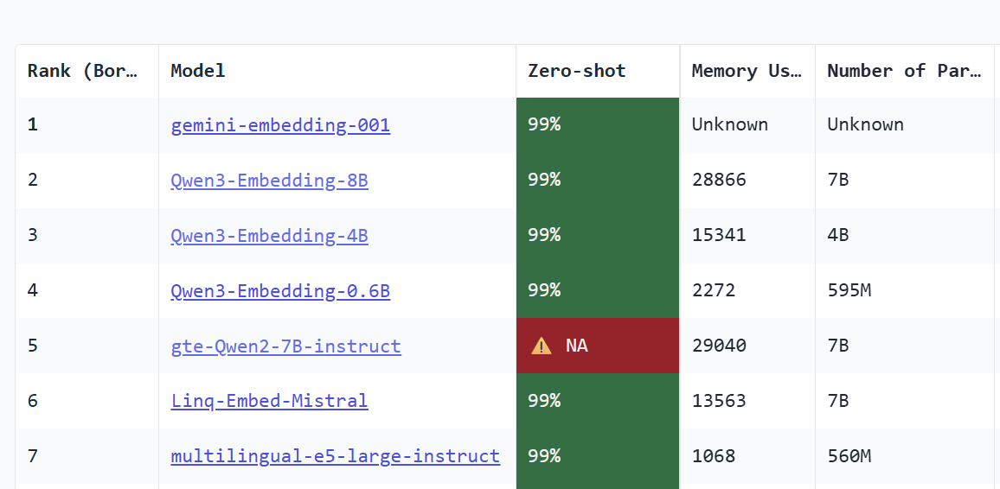 Rank (Bor… Model Zero-shot Memory Us… Number of Par…
1 gemini-embedding-001 99% Unknown Unknown
2 Qwen3-Embedding-8B 99% 28866 7B
3 Qwen3-Embedding-4B 99% 15341 4B
4 Qwen3-Embedding-0.6B 99% 2272 595M
5 gte-Qwen2-7B-instruct ⚠ NA 29040 7B
6 Linq-Embed-Mistral 99% 13563 7B
7 multilingual-e5-large-instruct 99% 1068 560M